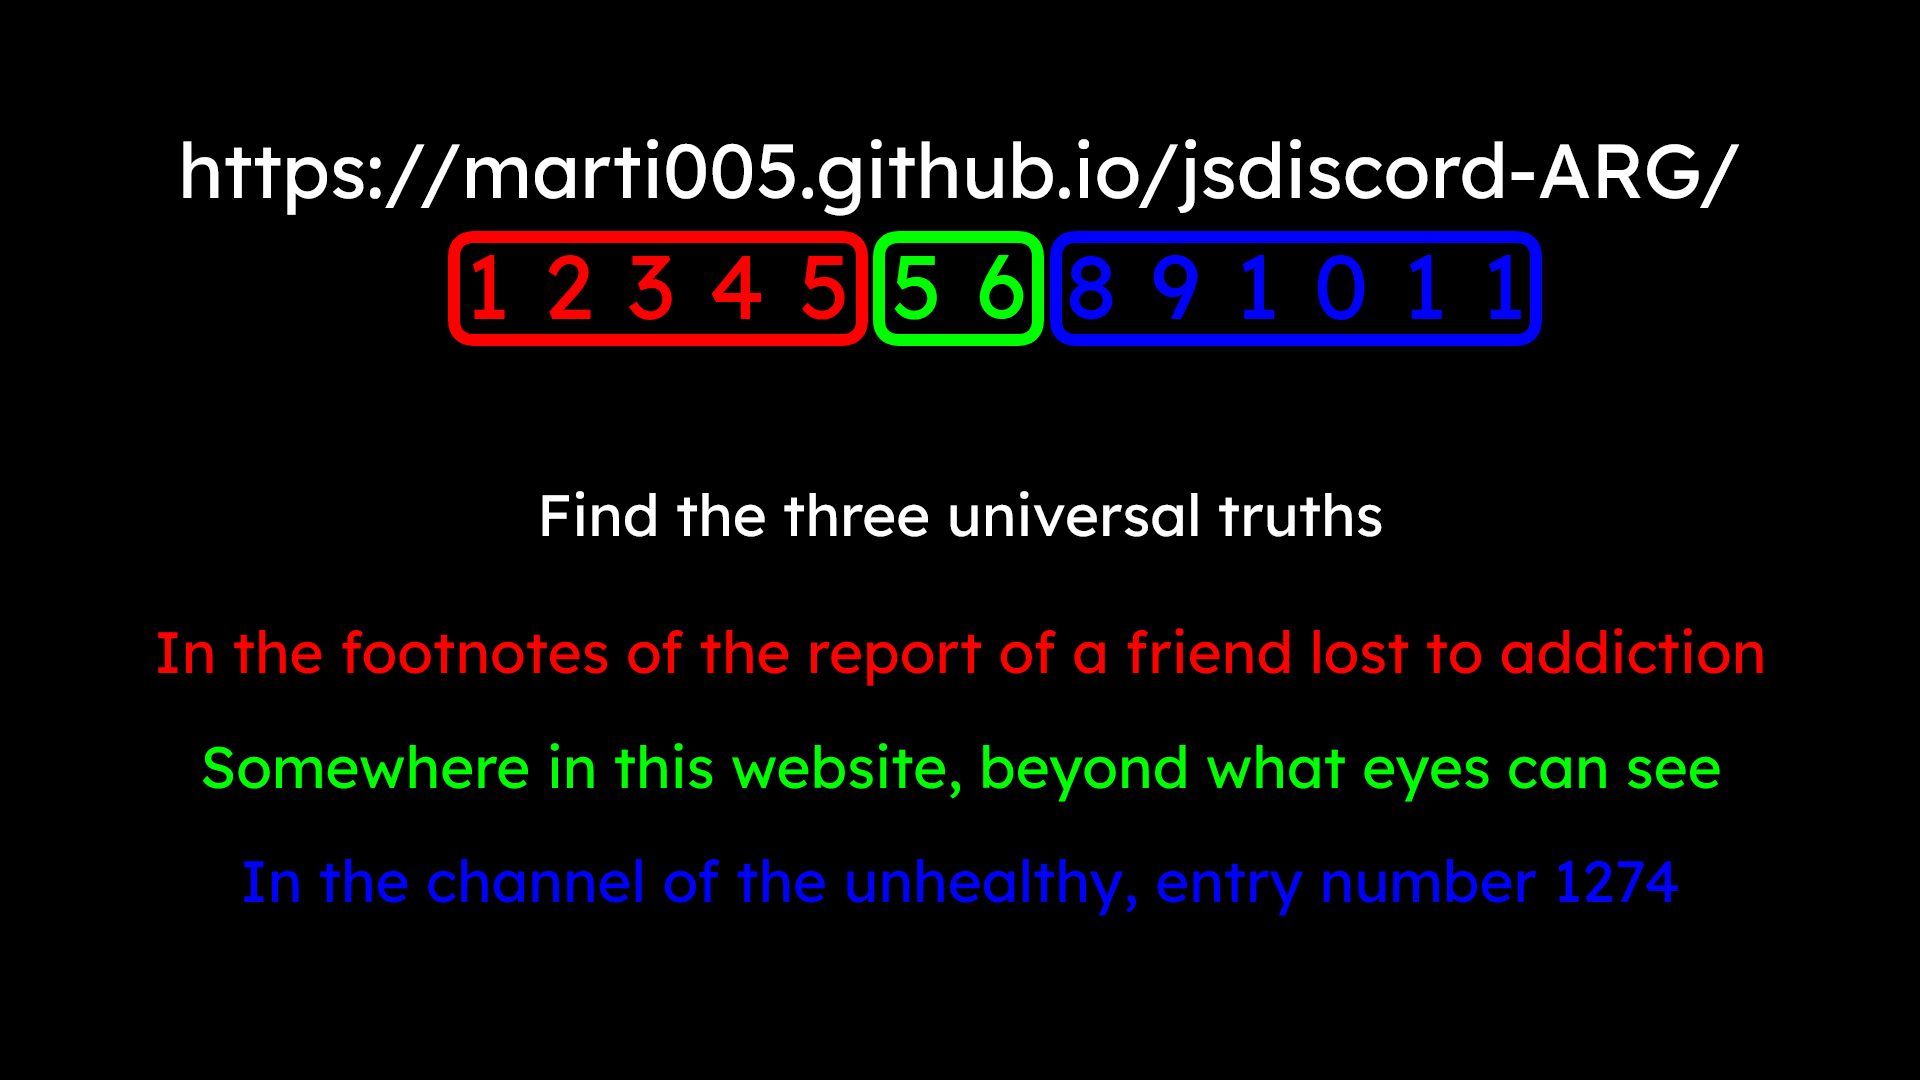 https://marti005.github.io/jsdiscord-ARG/
1 2 3 4 5 5 6 8 9 1 0 1 1
Find the three universal truths
In the footnotes of the report of a friend lost to addiction
Somewhere in this website, beyond what eyes can see
In the channel of the unhealthy, entry number 1274